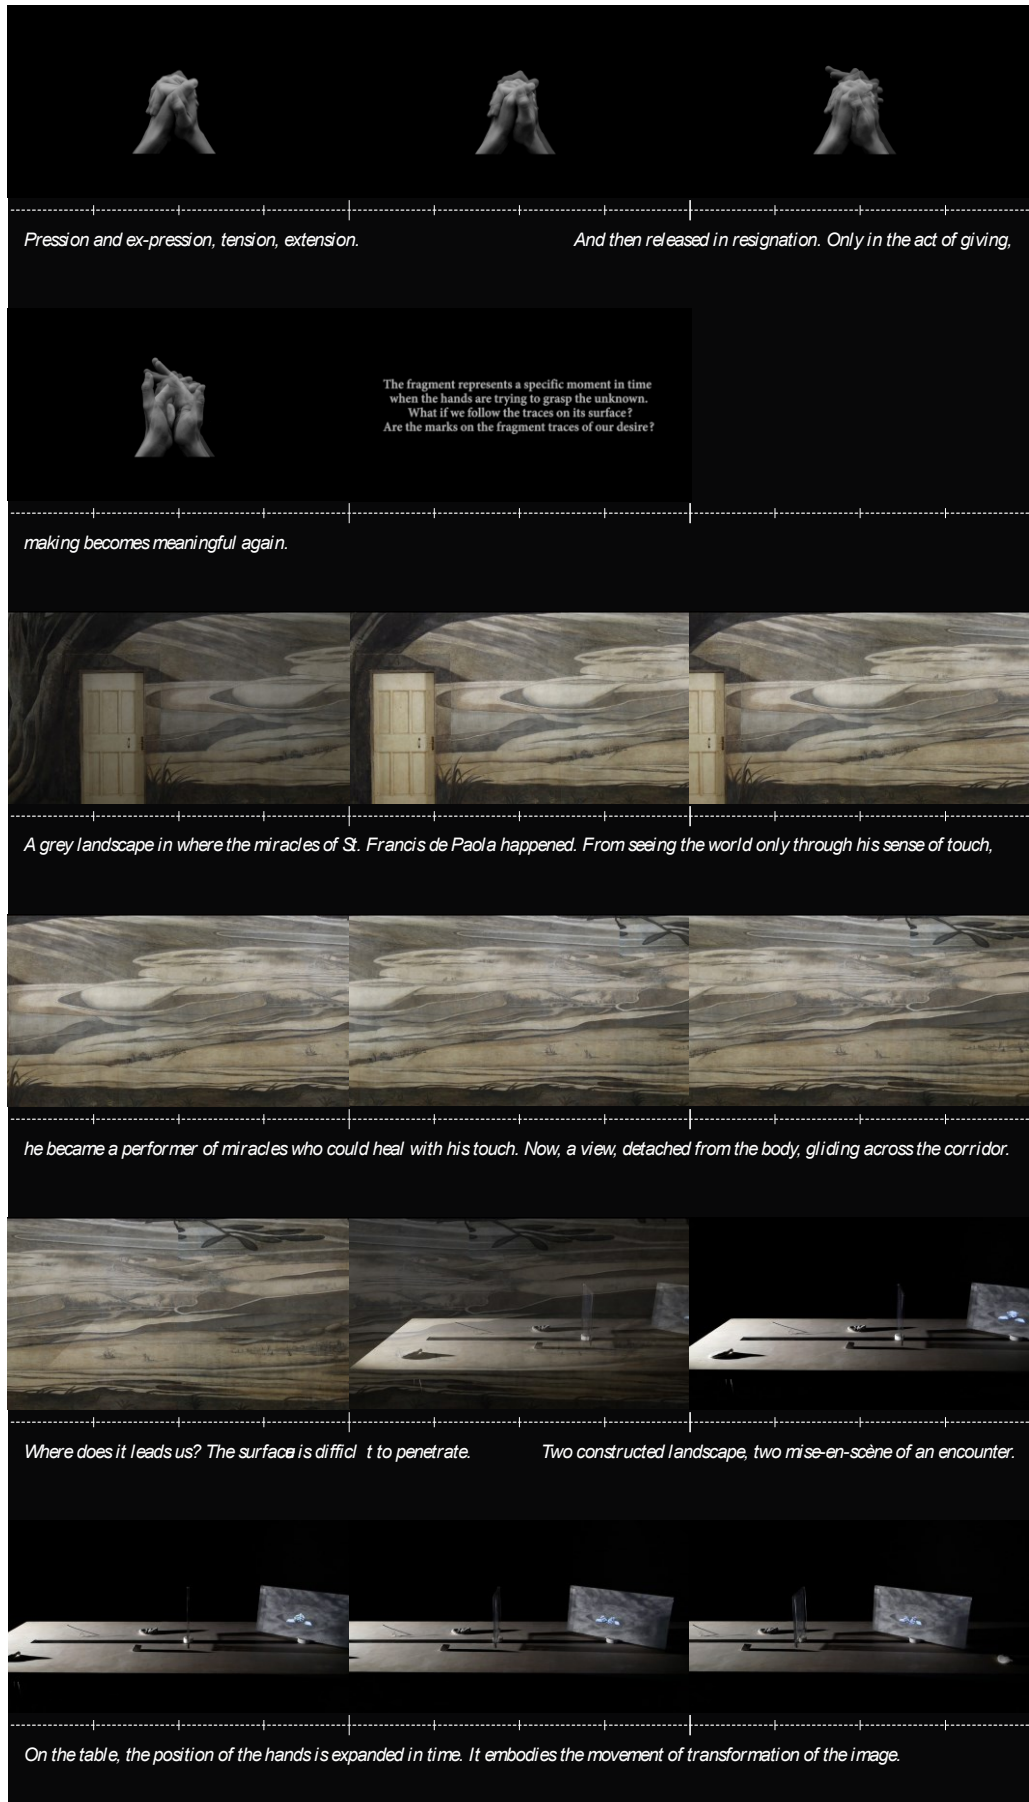 Pression and ex-pression, tension, extension.
And then released in resignation. Only in the act of giving,
The fragment represents a specific moment in time
when the hands are trying to grasp the unknown.
What if we follow the traces on its surface?
Are the marks on the fragment traces of our desire?
making becomes meaningful again.
A grey landscape in where the miracles of St. Francis de Paola happened. From seeing the world only through his sense of touch,
he became a performer of miracles who could heal with his touch. Now, a view, detached from the body, gliding across the corridor.
Where does it leads us? The surface is difficl t to penetrate.
Two constructed landscape, two mise-en-scène of an encounter.
On the table, the position of the hands is expanded in time. It embodies the movement of transformation of the image.